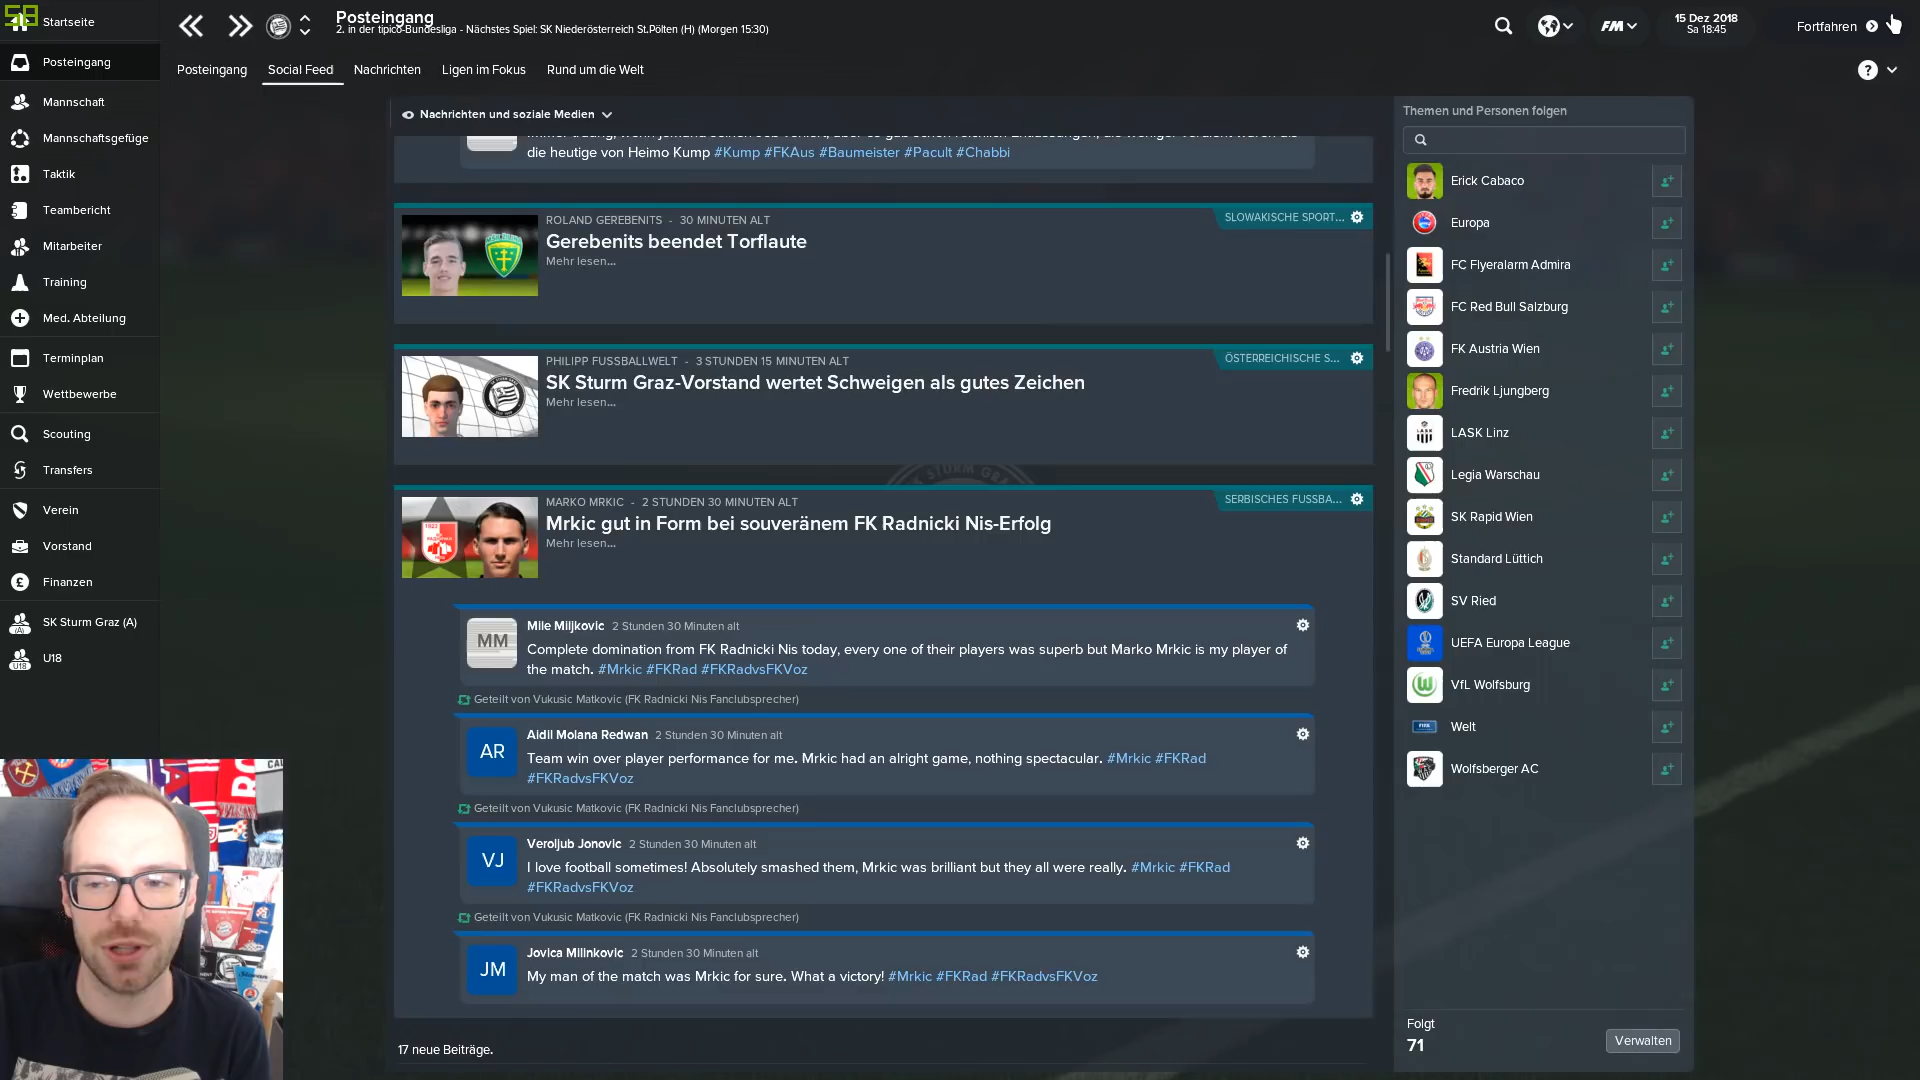 Startseite
Posteingang
2. in der tipico-Bundesliga - Nächstes Spiel: SK Niederösterreich St.Pölten (H) (Morgen 15:30)
FM
15 Dez 2018
Sa 18:45
Fortfahren
Posteingang
Mannschaft
Mannschaftsgefüge
Taktik
Teambericht
Mitarbeiter
Training
Med. Abteilung
Terminplan
Wettbewerbe
Scouting
Transfers
Verein
Vorstand
Finanzen
SK Sturm Graz (A)
U18
Posteingang
Social Feed
Nachrichten
Ligen im Fokus
Rund um die Welt
Nachrichten und soziale Medien
die heutige von Heimo Kump #Kump #FKAus #Baumeister #Pacult #Chabbi
ROLAND GEREBENITS - 30 MINUTEN ALT
SLOWAKISCHE SPORT...
Gerebenits beendet Torflaute
Mehr lesen...
PHILIPP FUSSBALLWELT - 3 STUNDEN 15 MINUTEN ALT
ÖSTERREICHISCHE S...
SK Sturm Graz-Vorstand wertet Schweigen als gutes Zeichen
Mehr lesen...
MARKO MRKIC - 2 STUNDEN 30 MINUTEN ALT
SERBISCHES FUSSBA...
Mrkic gut in Form bei souveränem FK Radnicki Nis-Erfolg
Mehr lesen...
MM
Mile Miljkovic 2 Stunden 30 Minuten alt
Complete domination from FK Radnicki Nis today, every one of their players was superb but Marko Mrkic is my player of
the match. #Mrkic #FKRad #FKRadvsFKVoz
Geteilt von Vukusic Matkovic (FK Radnicki Nis Fanclubsprecher)
AR
Aidil Molana Redwan 2 Stunden 30 Minuten alt
Team win over player performance for me. Mrkic had an alright game, nothing spectacular. #Mrkic #FKRad
#FKRadvsFKVoz
Geteilt von Vukusic Matkovic (FK Radnicki Nis Fanclubsprecher)
VJ
Veroljub Jonovic 2 Stunden 30 Minuten alt
I love football sometimes! Absolutely smashed them, Mrkic was brilliant but they all were really. #Mrkic #FKRad
#FKRadvsFKVoz
Geteilt von Vukusic Matkovic (FK Radnicki Nis Fanclubsprecher)
JM
Jovica Milinkovic 2 Stunden 30 Minuten alt
My man of the match was Mrkic for sure. What a victory! #Mrkic #FKRad #FKRadvsFKVoz
17 neue Beiträge.
Themen und Personen folgen
Erick Cabaco
Europa
FC Flyeralarm Admira
FC Red Bull Salzburg
FK Austria Wien
Fredrik Ljungberg
LASK Linz
Legia Warschau
SK Rapid Wien
Standard Lüttich
SV Ried
UEFA Europa League
VfL Wolfsburg
Welt
Wolfsberger AC
Folgt
71
Verwalten